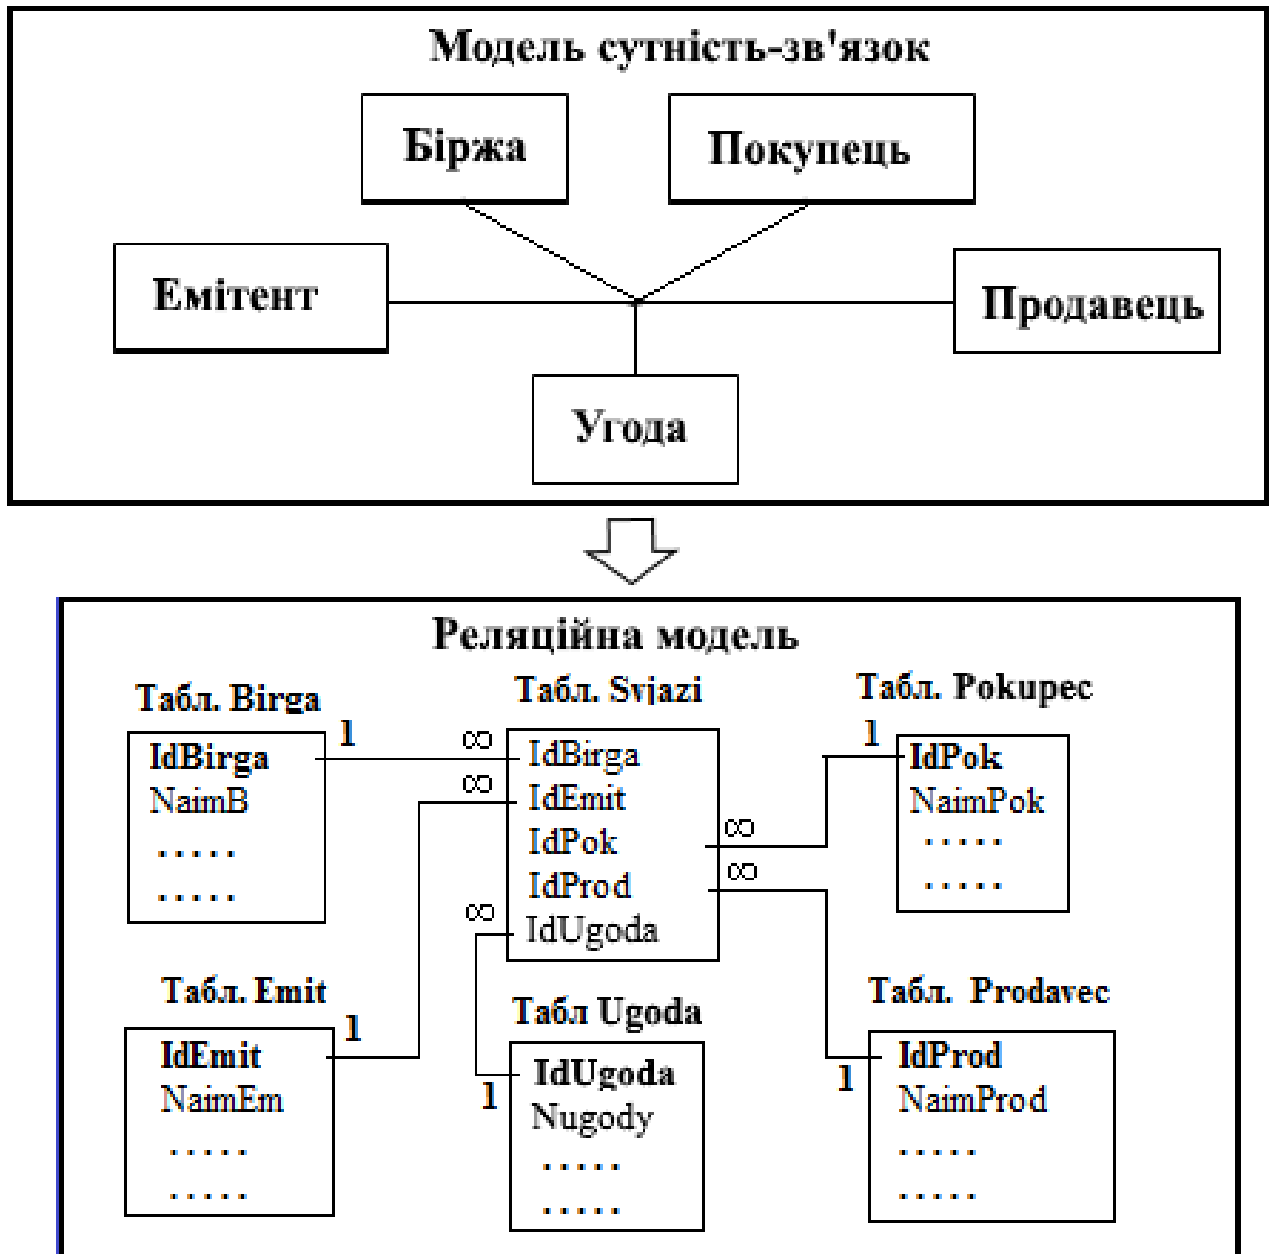 Модель сутність-зв'язок
Біржа
Покупець
Емітент
Продавець
Угода
Реляційна модель
Табл. Birga
1
IdBirga
NaimB
.....
.....
Табл. Svjazi
∞
IdBirga
∞
IdEmit
IdPok
∞
IdProd
∞
∞
IdUgoda
Табл. Pokupec
1
IdPok
NaimPok
.....
.....
Табл. Emit
1
IdEmit
NaimEm
.....
.....
Табл Ugoda
1
IdUgoda
Nugody
.....
.....
Табл. Prodavec
1
IdProd
NaimProd
.....
.....